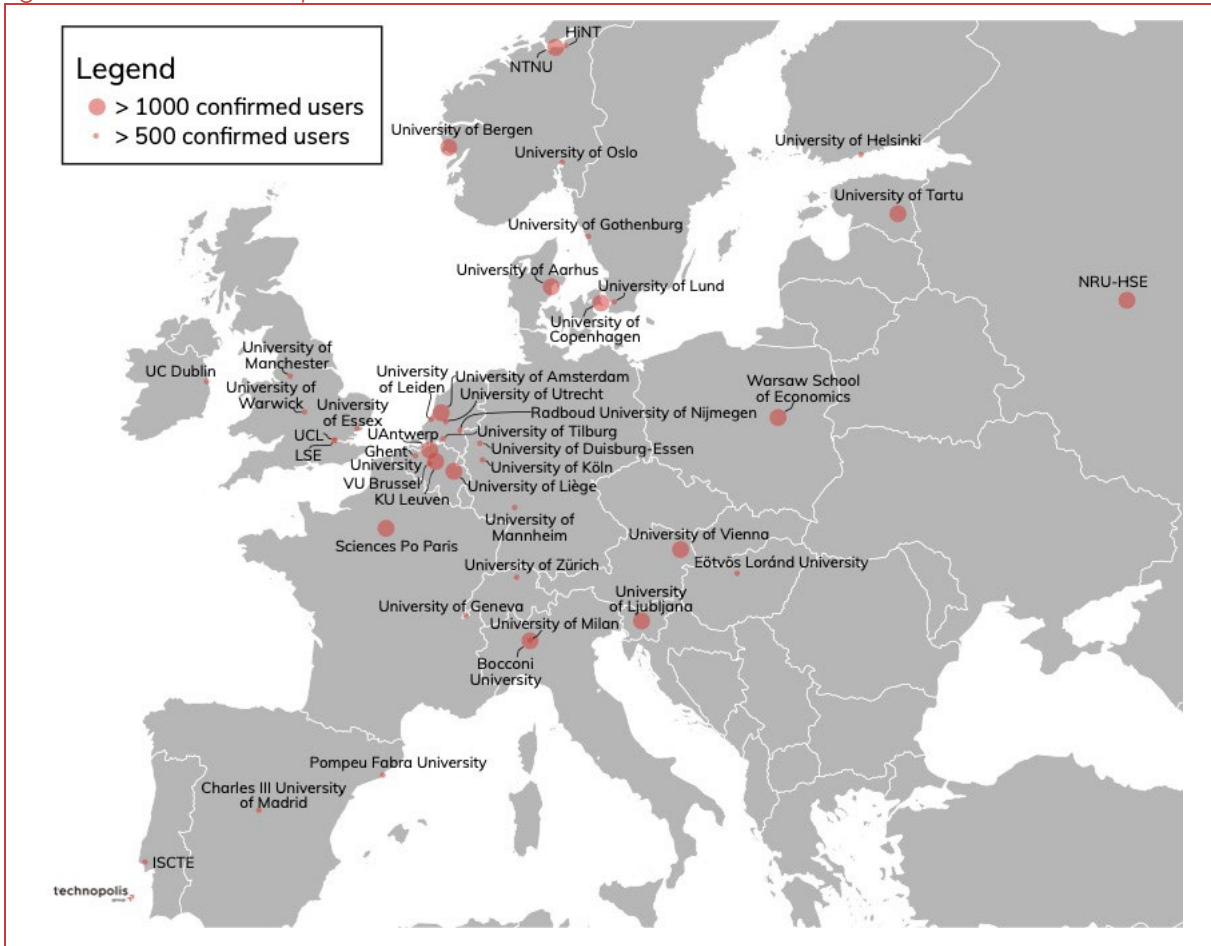 Legend
> 1000 confirmed users
> 500 confirmed users
HiNT
NTNU
University of Bergen
University of Oslo
University of Helsinki
University of Tartu
University of Gothenburg
University of Aarhus
University of Lund
University of
Copenhagen
NRU-HSE
University of
Manchester
UC Dublin
University of
Warwick
University
of Essex
UCL
LSE
University
of Leiden
University of Amsterdam
University of Utrecht
Radboud University of Nijmegen
UAntwerp
University of Tilburg
Ghent
University
University of Duisburg-Essen
University of Köln
VU Brussel
KU Leuven
University of Liège
Warsaw School
of Economics
University of
Mannheim
Sciences Po Paris
University of Vienna
Eötvös Loránd University
University of Zürich
University
of Ljubljana
University of Geneva
University of Milan
Bocconi
University
Pompeu Fabra University
Charles III University
of Madrid
ISCTE
technopolis
group